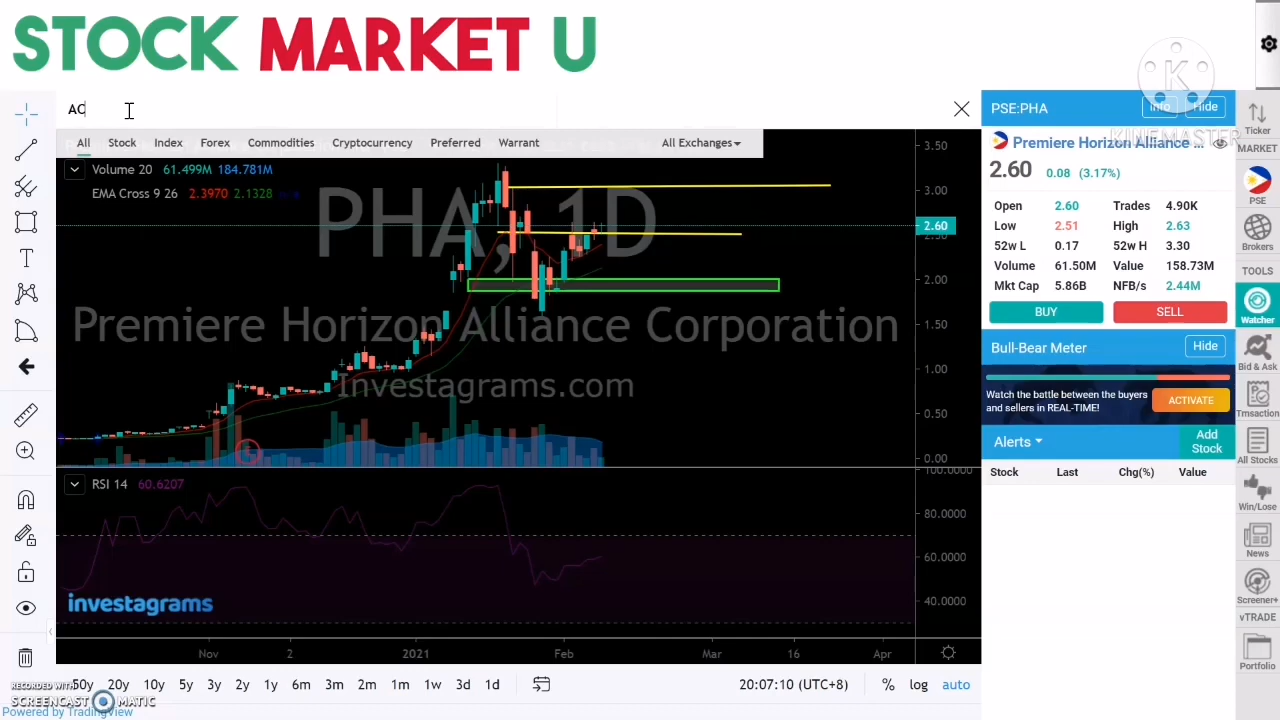 STOCK MARKET U
AC
All Stock Index Forex Commodities Cryptocurrency Preferred Warrant All Exchanges
Volume 20 61.499M 184.781M
EMA Cross 9 26 2.3970 2.1328 n/a
PHA, 1D
Premiere Horizon Alliance Corporation
Investagrams.com
3.50
3.00
2.60
2.50
2.00
1.50
1.00
0.50
0.00
RSI 14 60.6207
100.0000
80.0000
60.0000
40.0000
investagrams
Nov 2 2021 Feb Mar 16 Apr
50y 20y 10y 5y 3y 2y 1y 6m 3m 2m 1m 1w 3d 1d
20:07:10 (UTC+8) % log auto
RECORDED WITH
SCREENCAST MATIC
Powered by TradingView
K
KINEMASTER
PSE:PHA Info Hide
Premiere Horizon Alliance ...
2.60 0.08 (3.17%)
Open 2.60 Trades 4.90K
Low 2.51 High 2.63
52w L 0.17 52w H 3.30
Volume 61.50M Value 158.73M
Mkt Cap 5.86B NFB/s 2.44M
BUY SELL
Bull-Bear Meter Hide
Watch the battle between the buyers
and sellers in REAL-TIME!
ACTIVATE
Alerts Add Stock
Stock Last Chg(%) Value
Ticker
MARKET
PSE
Brokers
TOOLS
Watcher
Bid & Ask
Trnsaction
All Stocks
Win/Lose
News
Screener+
vTRADE
Portfolio